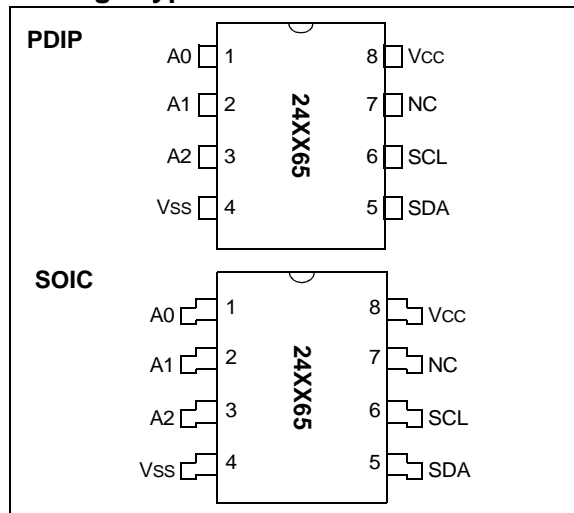 PDIP
A0 1 8 VCC
A1 2 7 NC
A2 3 6 SCL
VSS 4 5 SDA
24XX65
SOIC
A0 1 8 VCC
A1 2 7 NC
A2 3 6 SCL
VSS 4 5 SDA
24XX65